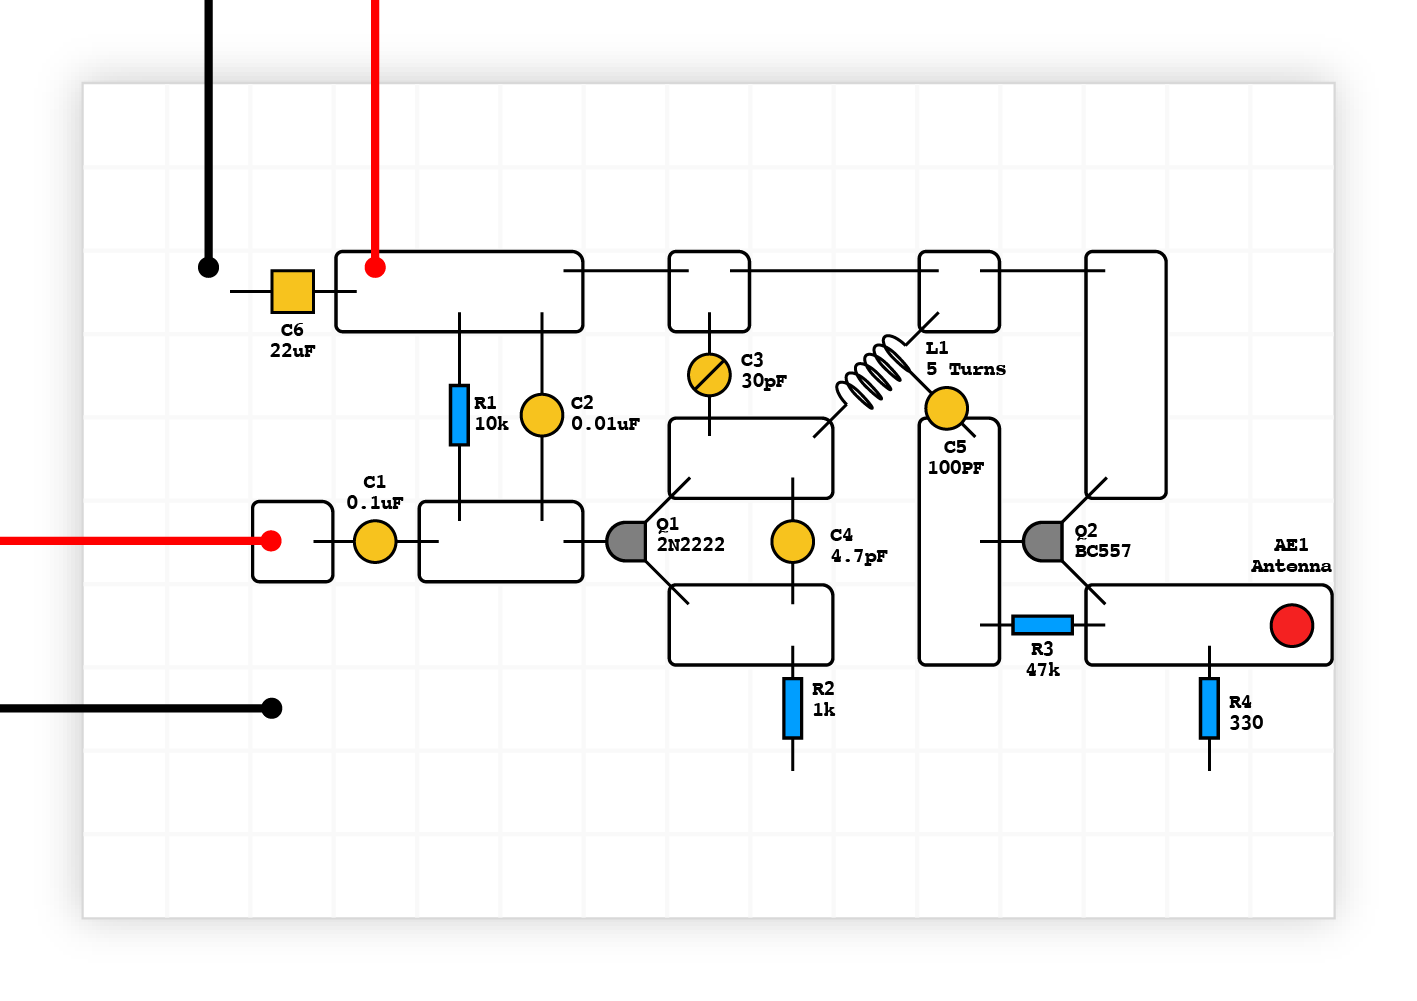 C6
22uF
R1
10k
C2
0.01uF
C3
30pF
L1
5 Turns
C5
100PF
C1
0.1uF
Q1
2N2222
C4
4.7pF
Q2
BC557
AE1
Antenna
R3
47k
R2
1k
R4
330